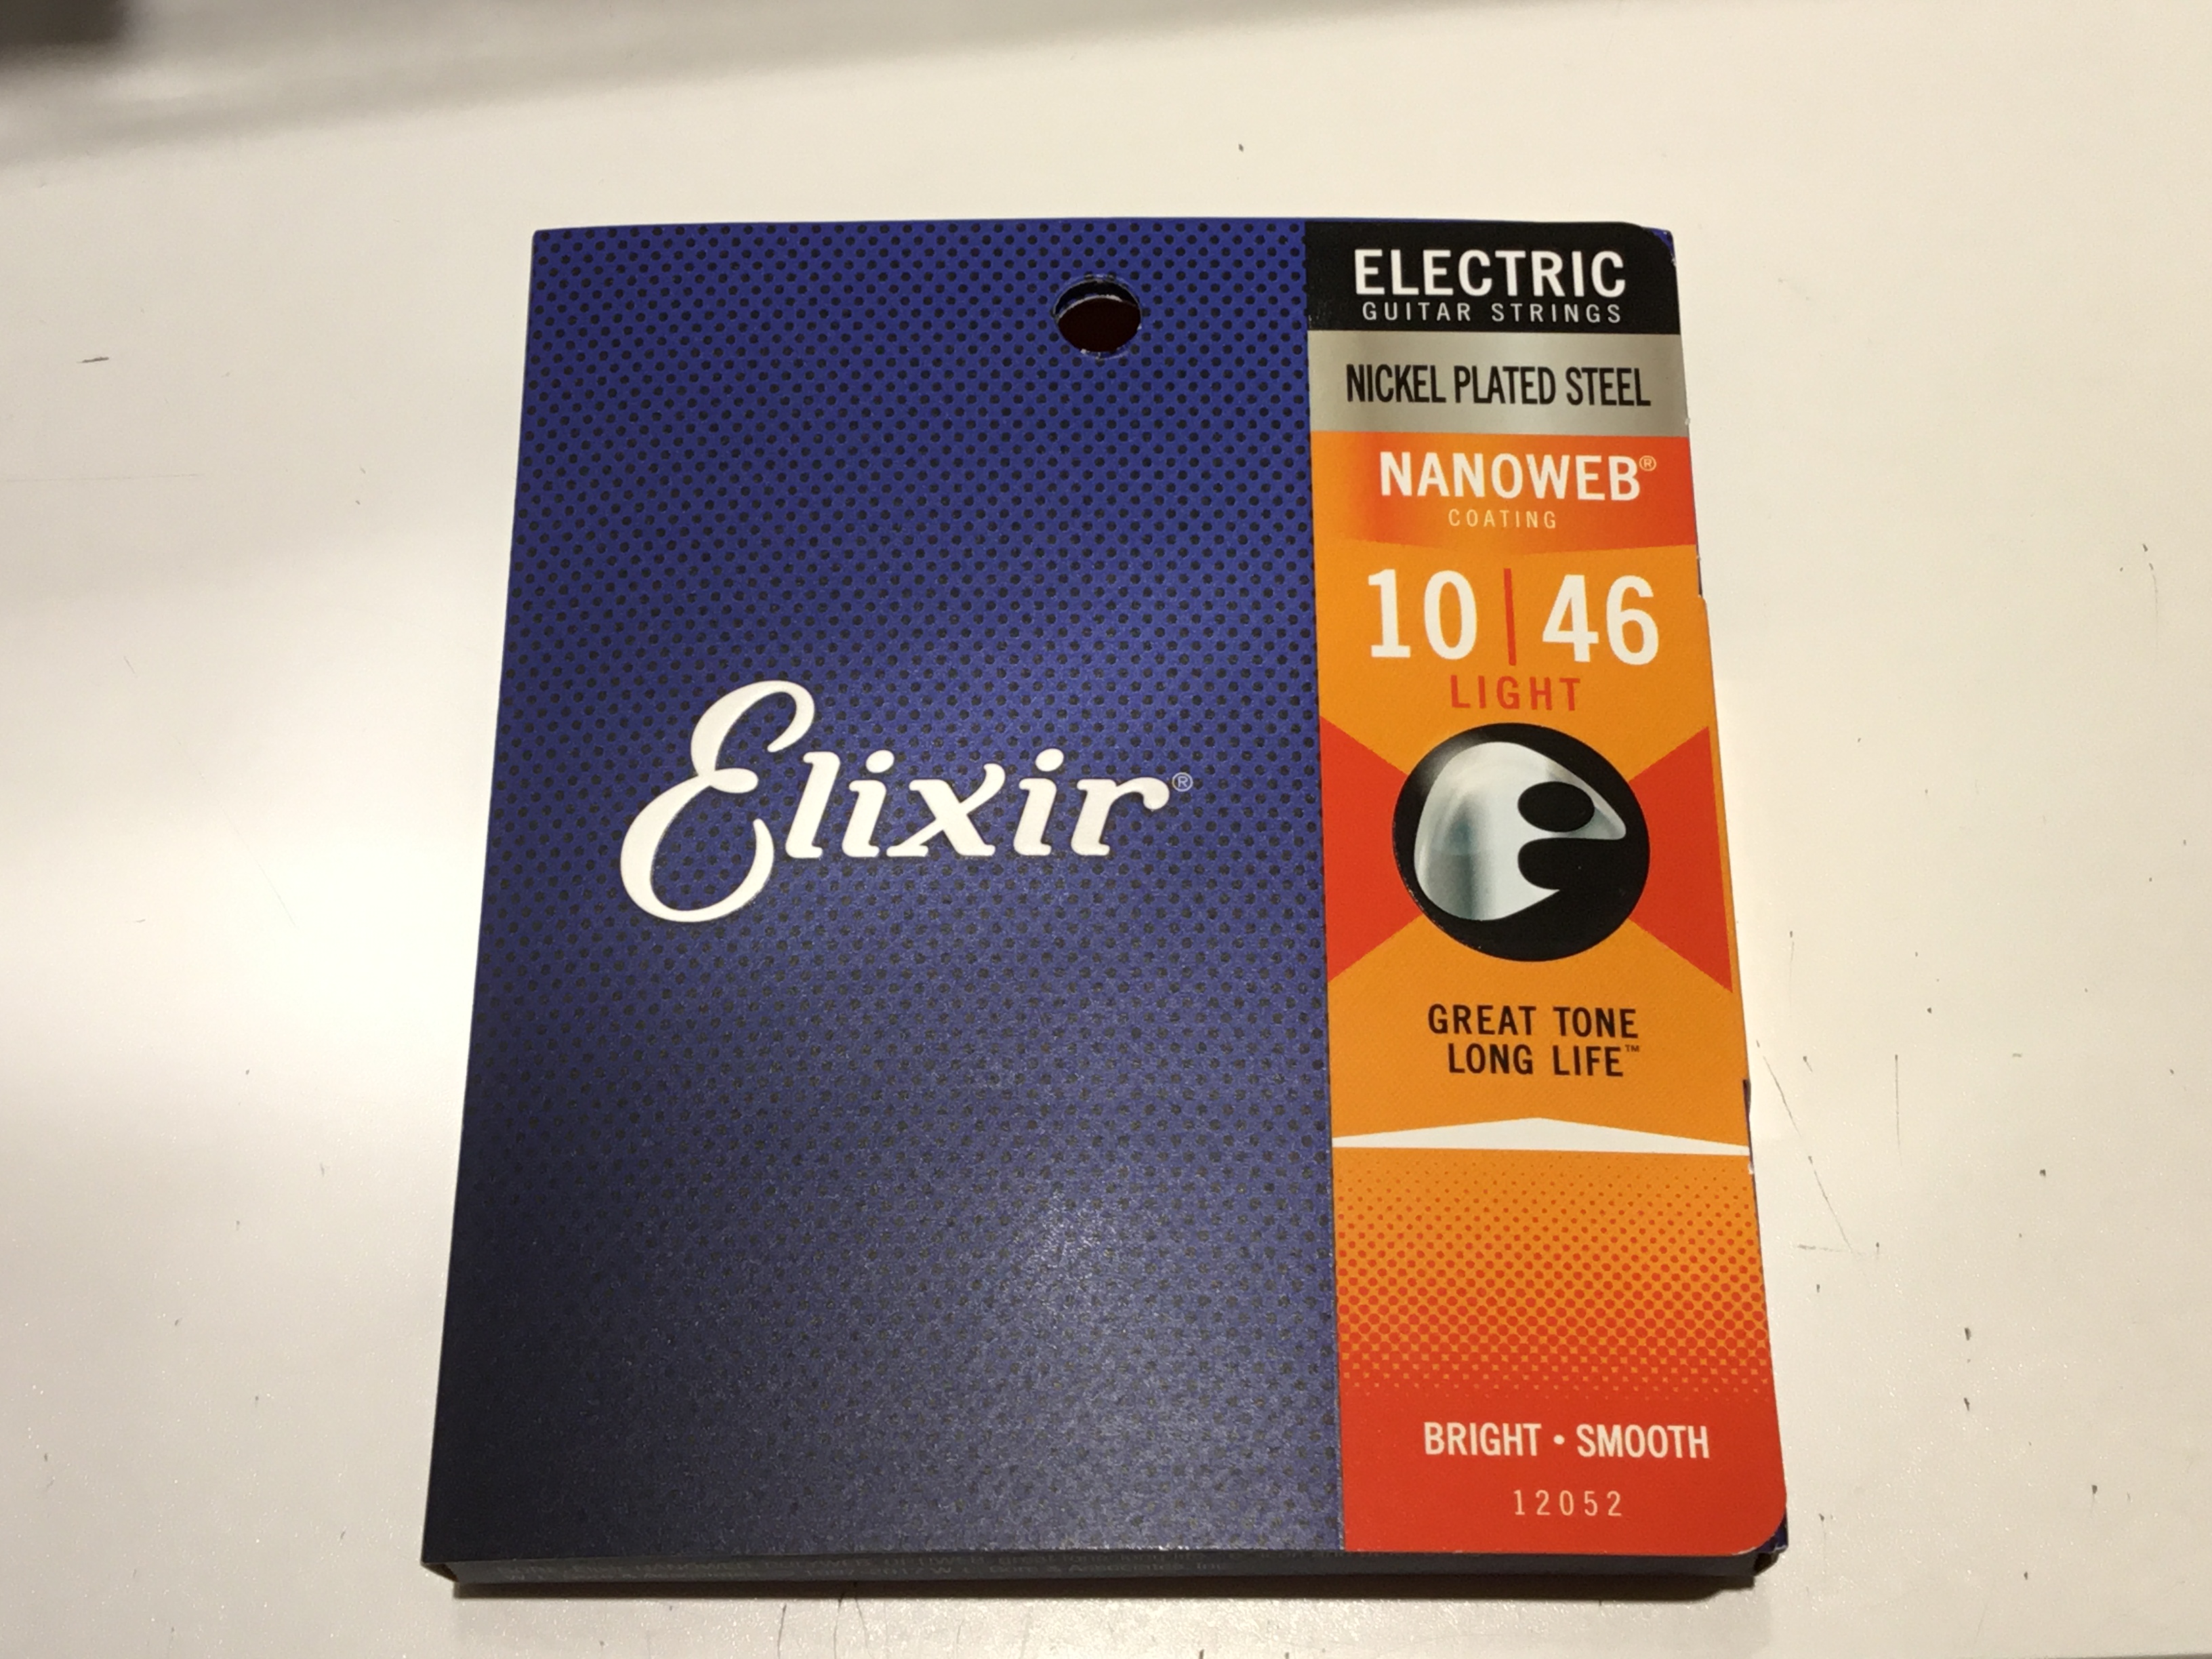 ELECTRIC
GUITAR STRINGS
NICKEL PLATED STEEL
NANOWEB®
COATING
10 | 46
LIGHT
Elixir®
GREAT TONE
LONG LIFE™
BRIGHT • SMOOTH
12052